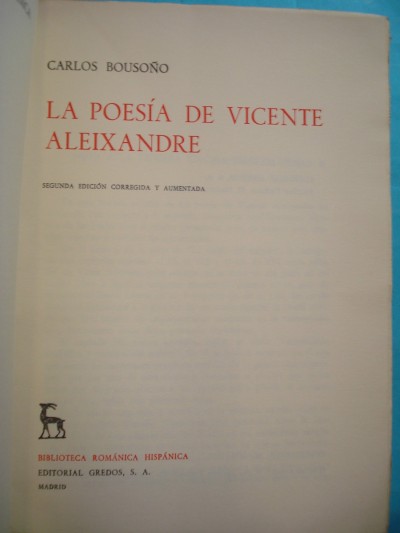 CARLOS BOUSOÑO
LA POESÍA DE VICENTE
ALEIXANDRE
SEGUNDA EDICIÓN CORREGIDA Y AUMENTADA
BIBLIOTECA ROMÁNICA HISPÁNICA
EDITORIAL GREDOS, S. A.
MADRID